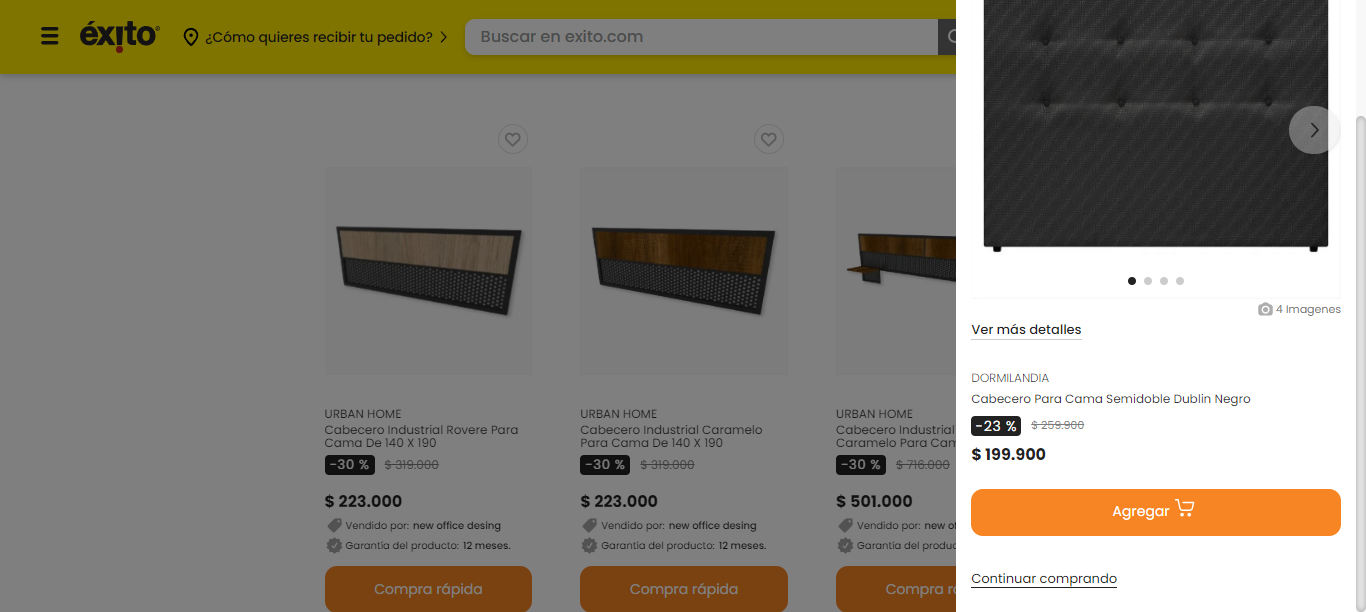 éxito
¿Cómo quieres recibir tu pedido?
Buscar en exito.com
URBAN HOME
Cabecero Industrial Rovere Para
Cama De 140 X 190
-30 % $ 319.000
$ 223.000
Vendido por: new office desing
Garantía del producto: 12 meses.
Compra rápida
URBAN HOME
Cabecero Industrial Caramelo
Para Cama De 140 X 190
-30 % $ 319.000
$ 223.000
Vendido por: new office desing
Garantía del producto: 12 meses.
Compra rápida
URBAN HOME
Cabecero Industrial
Caramelo Para Cam
-30 % $ 716.000
$ 501.000
Vendido por: new of
Garantía del producto
Compra r
4 Imagenes
Ver más detalles
DORMILANDIA
Cabecero Para Cama Semidoble Dublin Negro
-23 % $ 259.900
$ 199.900
Agregar
Continuar comprando